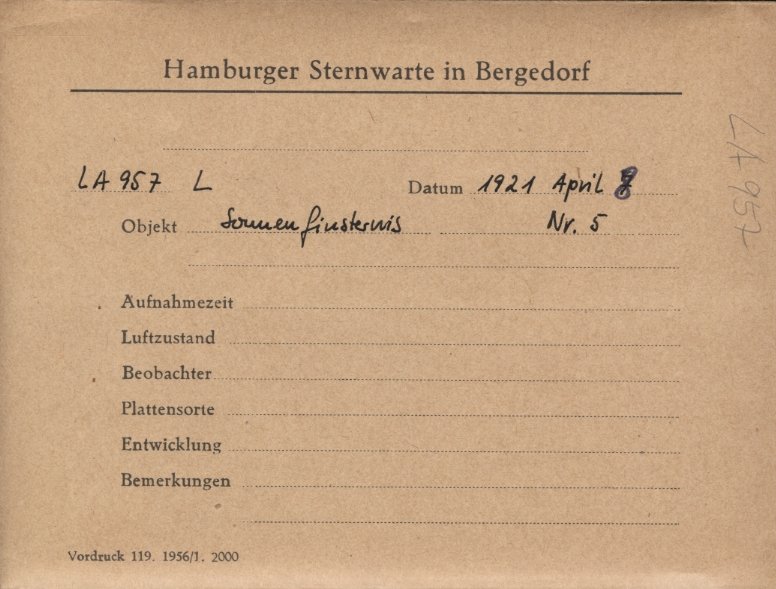 Hamburger Sternwarte in Bergedorf
LA 957 L Datum 1921 April 8
Objekt Sonnenfinsternis Nr. 5
Aufnahmezeit
Luftzustand
Beobachter
Plattensorte
Entwicklung
Bemerkungen
Vordruck 119. 1956/1. 2000
LA 957